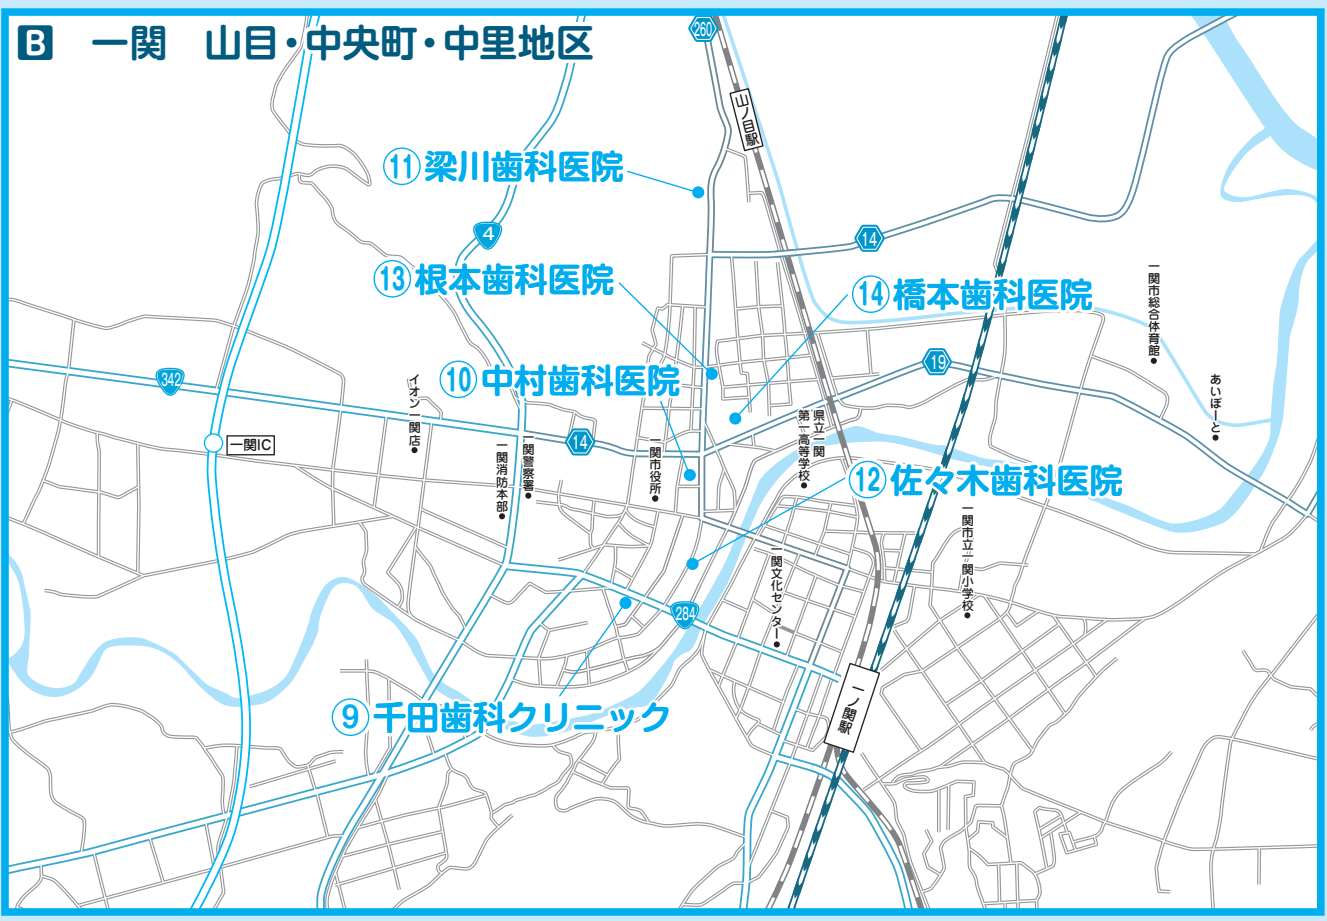 B 一関 山目・中央町・中里地区
260
山ノ目駅
⑪梁川歯科医院
4
14
⑬根本歯科医院
⑭橋本歯科医院
一関市総合体育館
342
イオン一関店
⑩中村歯科医院
19
あいぽーと
一関IC
14
一関消防本部
一関警察署
一関市役所
県立一関
第一高等学校
⑫佐々木歯科医院
一関市立一関小学校
一関文化センター
284
⑨千田歯科クリニック
一ノ関駅